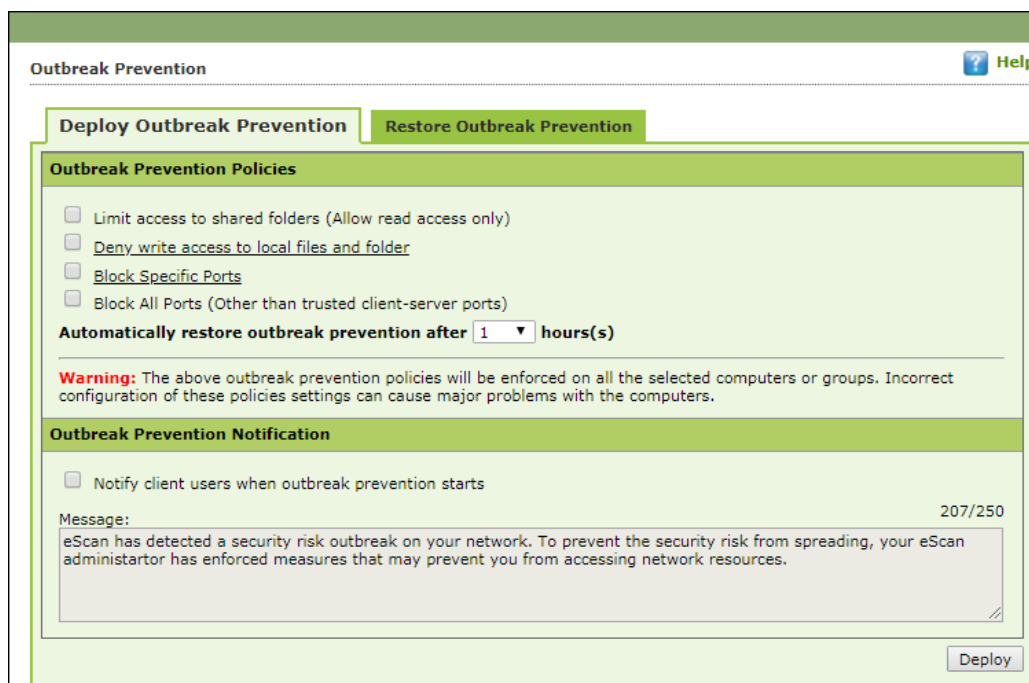 Outbreak Prevention
Help
Deploy Outbreak Prevention
Restore Outbreak Prevention
Outbreak Prevention Policies
Limit access to shared folders (Allow read access only)
Deny write access to local files and folder
Block Specific Ports
Block All Ports (Other than trusted client-server ports)
Automatically restore outbreak prevention after 1 hours(s)
Warning: The above outbreak prevention policies will be enforced on all the selected computers or groups. Incorrect
configuration of these policies settings can cause major problems with the computers.
Outbreak Prevention Notification
Notify client users when outbreak prevention starts
207/250
Message:
eScan has detected a security risk outbreak on your network. To prevent the security risk from spreading, your eScan
administartor has enforced measures that may prevent you from accessing network resources.
Deploy